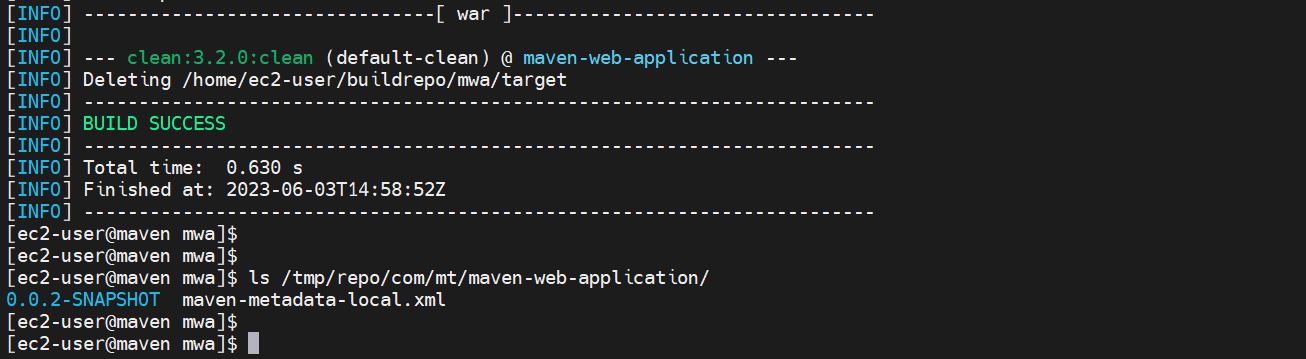 [INFO] --------------------------------[ war ]---------------------------------
[INFO]
[INFO] --- clean:3.2.0:clean (default-clean) @ maven-web-application ---
[INFO] Deleting /home/ec2-user/buildrepo/mwa/target
[INFO] ------------------------------------------------------------------------
[INFO] BUILD SUCCESS
[INFO] ------------------------------------------------------------------------
[INFO] Total time:  0.630 s
[INFO] Finished at: 2023-06-03T14:58:52Z
[INFO] ------------------------------------------------------------------------
[ec2-user@maven mwa]$
[ec2-user@maven mwa]$
[ec2-user@maven mwa]$ ls /tmp/repo/com/mt/maven-web-application/
0.0.2-SNAPSHOT  maven-metadata-local.xml
[ec2-user@maven mwa]$
[ec2-user@maven mwa]$